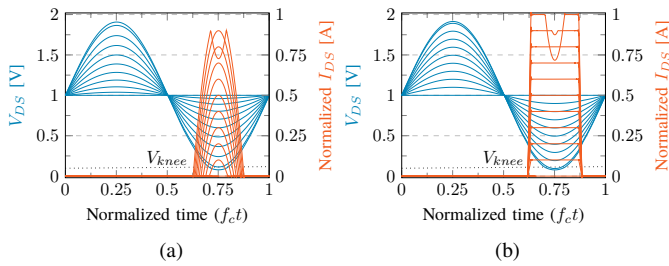 2
1.5
1
0.5
0
1
0.75
0.5
0.25
0
V_DS [V]
Normalized I_DS [A]
V_knee
0 0.25 0.5 0.75 1
Normalized time (f_c t)
(a)
2
1.5
1
0.5
0
1
0.75
0.5
0.25
0
V_DS [V]
Normalized I_DS [A]
V_knee
0 0.25 0.5 0.75 1
Normalized time (f_c t)
(b)